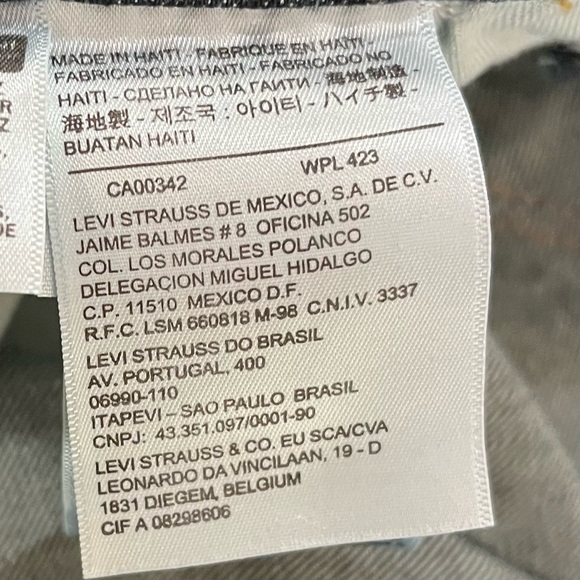 MADE IN HAITI - FABRIQUE EN HAITI -
FABRICADO EN HAITI - FABRICADO NO
HAITI - СДЕЛАНО НА ГАИТИ - 海地制造 -
海地製 - 제조국 : 아이티 - ハイチ製 -
BUATAN HAITI
CA00342 WPL 423
LEVI STRAUSS DE MEXICO, S.A. DE C.V.
JAIME BALMES # 8 OFICINA 502
COL. LOS MORALES POLANCO
DELEGACION MIGUEL HIDALGO
C.P. 11510 MEXICO D.F.
R.F.C. LSM 660818 M-98 C.N.I.V. 3337
LEVI STRAUSS DO BRASIL
AV. PORTUGAL, 400
06990-110
ITAPEVI – SAO PAULO BRASIL
CNPJ: 43.351.097/0001-90
LEVI STRAUSS & CO. EU SCA/CVA
LEONARDO DA VINCILAAN, 19 - D
1831 DIEGEM, BELGIUM
CIF A 08298606